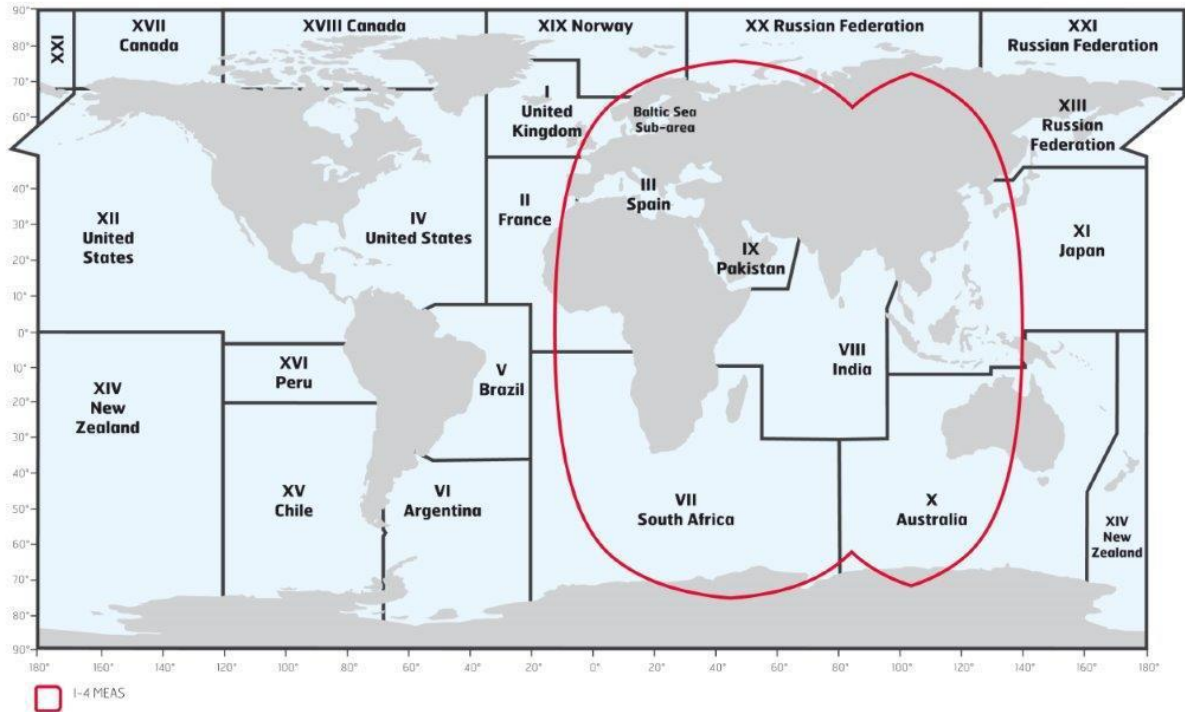 90°
80°
70°
60°
50°
40°
30°
20°
10°
0°
10°
20°
30°
40°
50°
60°
70°
80°
90°
XXI
XVII
Canada
XVIII Canada
XIX Norway
XX Russian Federation
XXI
Russian Federation
I
United
Kingdom
Baltic Sea
Sub-area
XIII
Russian
Federation
XII
United
States
IV
United States
II
France
III
Spain
IX
Pakistan
XI
Japan
XVI
Peru
V
Brazil
VIII
India
XIV
New
Zealand
XV
Chile
VI
Argentina
VII
South Africa
X
Australia
XIV
New
Zealand
180° 160° 140° 120° 100° 80° 60° 40° 20° 0° 20° 40° 60° 80° 100° 120° 140° 160° 180°
I-4 MEAS